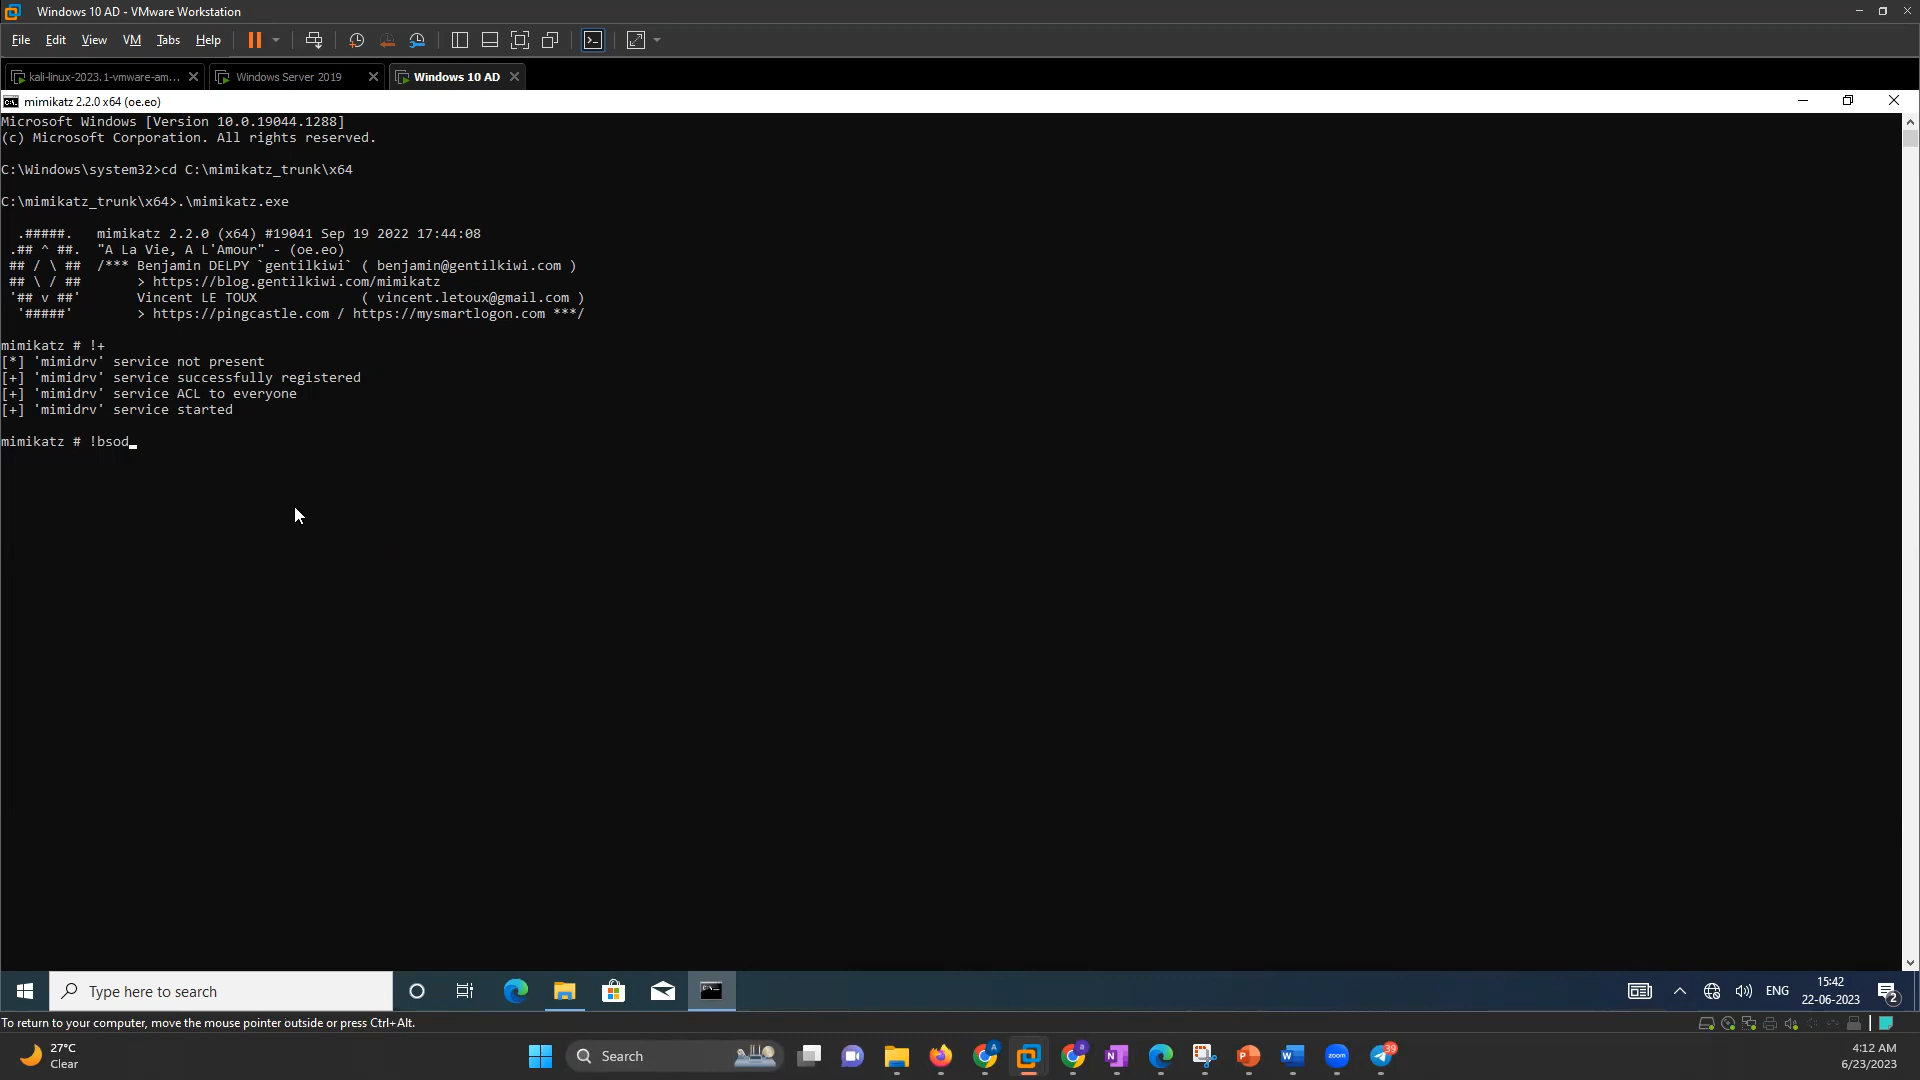 Windows 10 AD - VMware Workstation
File Edit View VM Tabs Help
kali-linux-2023.1-vmware-am... Windows Server 2019 Windows 10 AD
mimikatz 2.2.0 x64 (oe.eo)
Microsoft Windows [Version 10.0.19044.1288]
(c) Microsoft Corporation. All rights reserved.
C:\Windows\system32>cd C:\mimikatz_trunk\x64
C:\mimikatz_trunk\x64>.\mimikatz.exe
  .#####.   mimikatz 2.2.0 (x64) #19041 Sep 19 2022 17:44:08
 .## ^ ##.  "A La Vie, A L'Amour" - (oe.eo)
 ## / \ ##  /*** Benjamin DELPY `gentilkiwi` ( benjamin@gentilkiwi.com )
 ## \ / ##       > https://blog.gentilkiwi.com/mimikatz
 '## v ##'       Vincent LE TOUX             ( vincent.letoux@gmail.com )
  '#####'        > https://pingcastle.com / https://mysmartlogon.com ***/
mimikatz # !+
[*] 'mimidrv' service not present
[+] 'mimidrv' service successfully registered
[+] 'mimidrv' service ACL to everyone
[+] 'mimidrv' service started
mimikatz # !bsod_
Type here to search
ENG
15:42
22-06-2023
2
To return to your computer, move the mouse pointer outside or press Ctrl+Alt.
27°C
Clear
Search
A
a
N
P
W
zoom
39
4:12 AM
6/23/2023